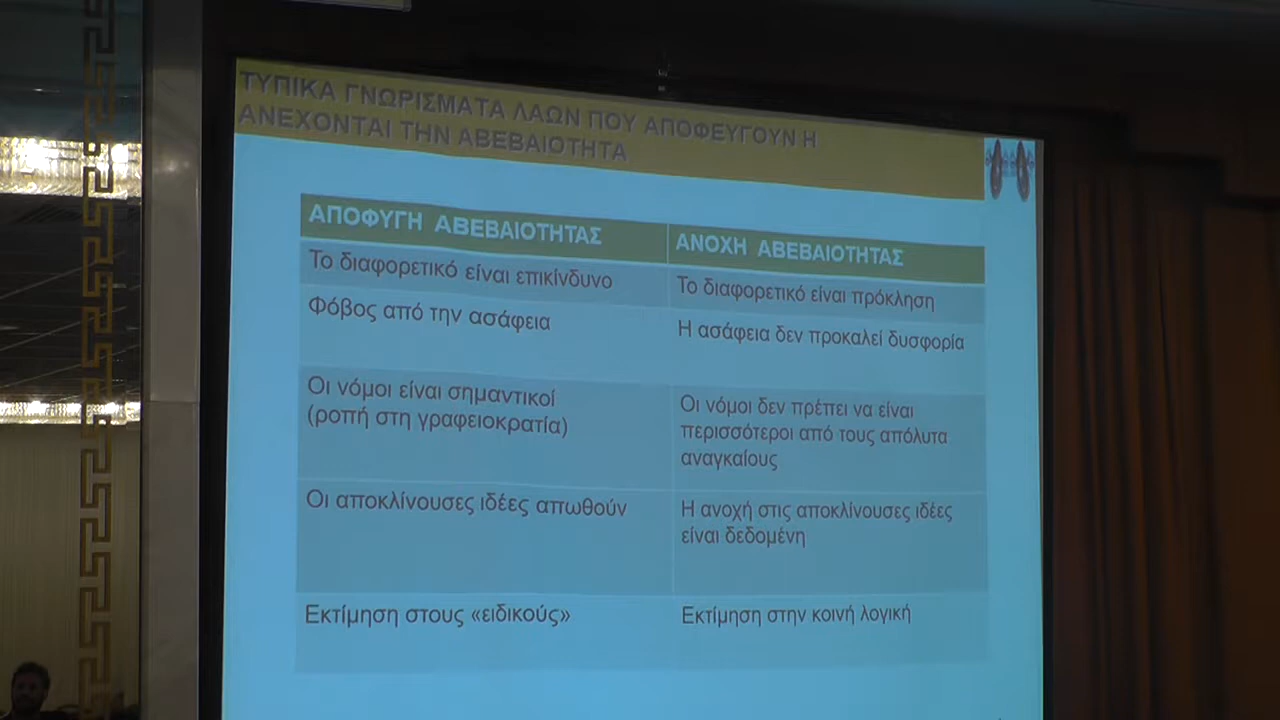 ΤΥΠΙΚΑ ΓΝΩΡΙΣΜΑΤΑ ΛΑΩΝ ΠΟΥ ΑΠΟΦΕΥΓΟΥΝ Η
ΑΝΕΧΟΝΤΑΙ ΤΗΝ ΑΒΕΒΑΙΟΤΗΤΑ
ΑΠΟΦΥΓΗ ΑΒΕΒΑΙΟΤΗΤΑΣ
ΑΝΟΧΗ ΑΒΕΒΑΙΟΤΗΤΑΣ
Το διαφορετικό είναι επικίνδυνο
Το διαφορετικό είναι πρόκληση
Φόβος από την ασάφεια
Η ασάφεια δεν προκαλεί δυσφορία
Οι νόμοι είναι σημαντικοί
(ροπή στη γραφειοκρατία)
Οι νόμοι δεν πρέπει να είναι
περισσότεροι από τους απόλυτα
αναγκαίους
Οι αποκλίνουσες ιδέες απωθούν
Η ανοχή στις αποκλίνουσες ιδέες
είναι δεδομένη
Εκτίμηση στους «ειδικούς»
Εκτίμηση στην κοινή λογική